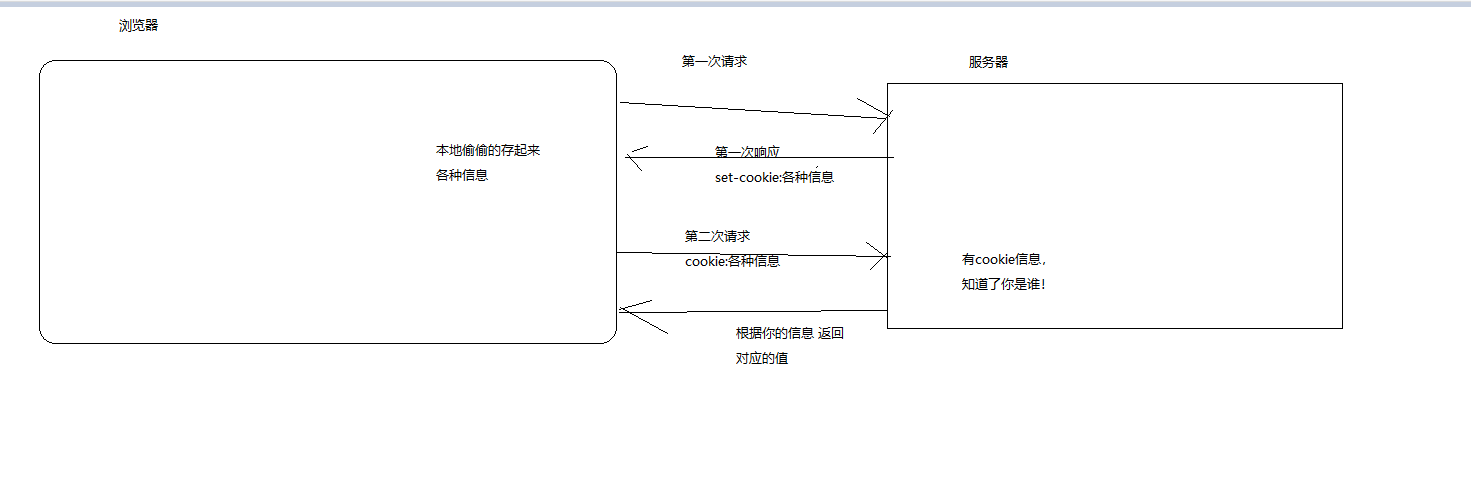 浏览器
第一次请求
服务器
本地偷偷的存起来
各种信息
第一次响应
set-cookie:各种信息
第二次请求
cookie:各种信息
有cookie信息，
知道了你是谁！
根据你的信息 返回
对应的值